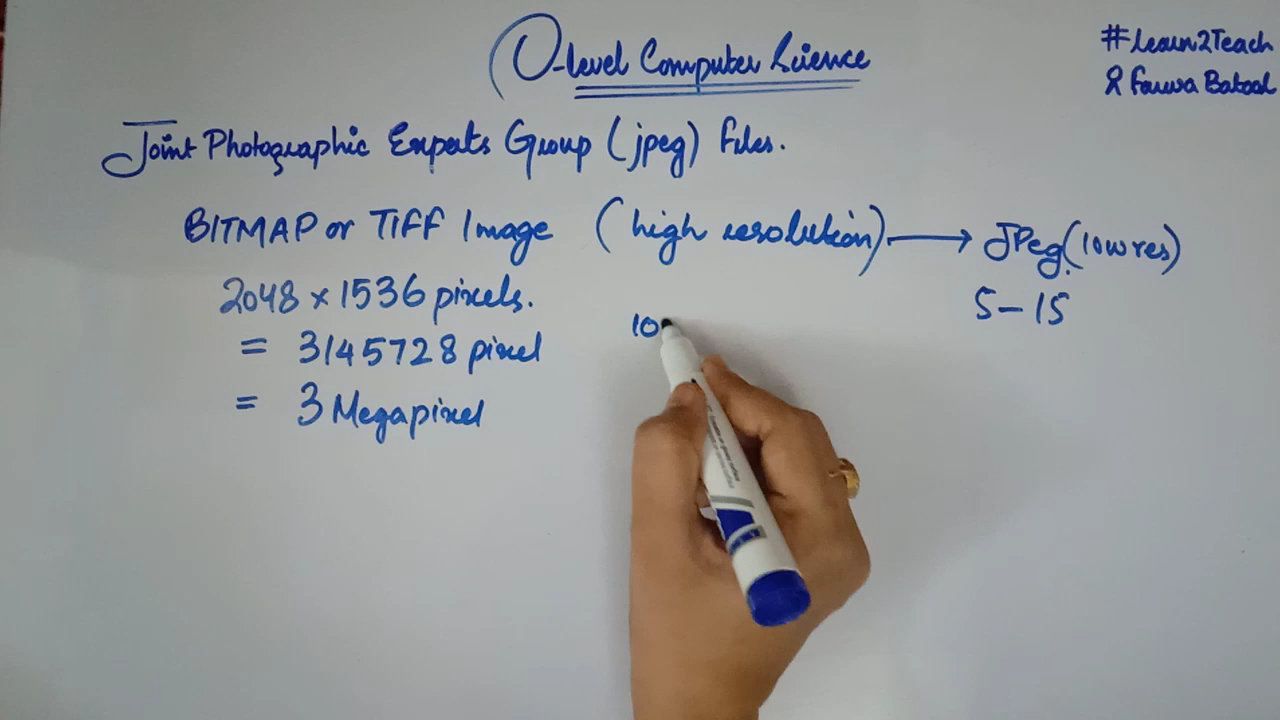 O-level Computer Science
#Learn2Teach
Farwa Batool
Joint Photographic Experts Group (jpeg) files.
BITMAP or TIFF Image (high resolution) → JPeg (low res)
2048 x 1536 pixels.
5-15
10
= 3145728 pixel
= 3 Megapixel